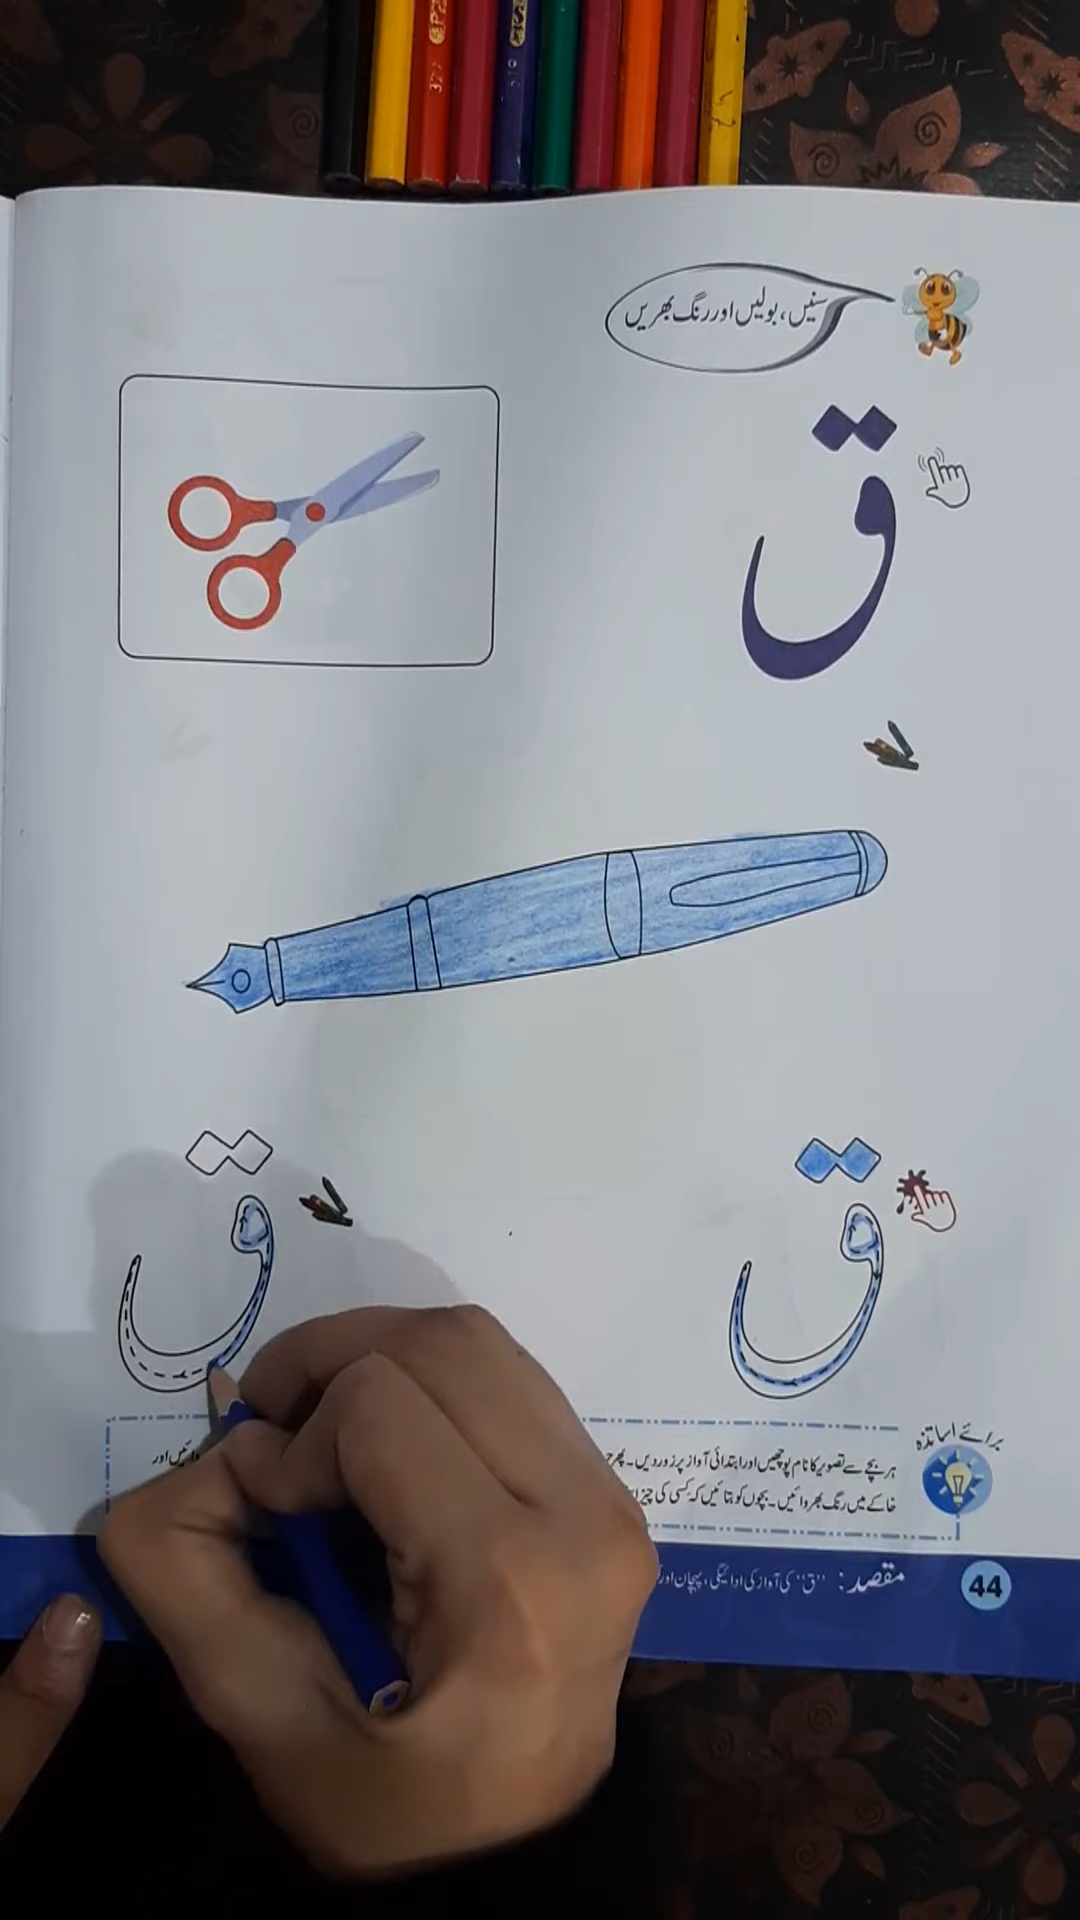 سنیں، بولیں اور رنگ بھریں
ق
ق
ق
برائے اساتذہ
ہر بچے سے تصویر کا نام پوچھیں اور ابتدائی آواز پر زور دیں۔ پھر
خاکے میں رنگ بھروائیں۔ بچوں کو بتائیں کہ کسی کی چیز
مقصد: "ق" کی آواز کی ادائیگی، پہچان اور
44